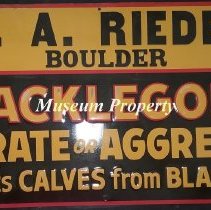 . A. RIED
BOULDER
ACKLEGO
Museum Property
RATE OR AGGRE
S CALVES from BLA